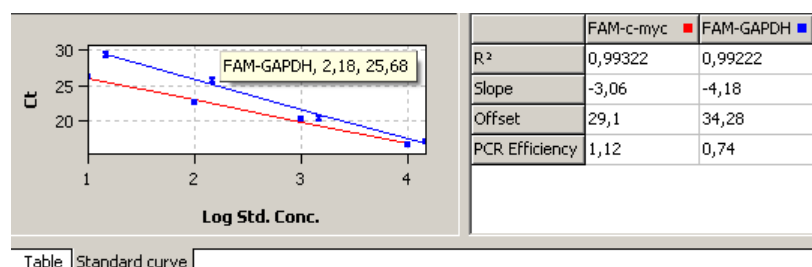 30
25
20
Ct
FAM-GAPDH, 2,18, 25,68
1 2 3 4
Log Std. Conc.
FAM-c-myc FAM-GAPDH
R² 0,99322 0,99222
Slope -3,06 -4,18
Offset 29,1 34,28
PCR Efficiency 1,12 0,74
Table Standard curve